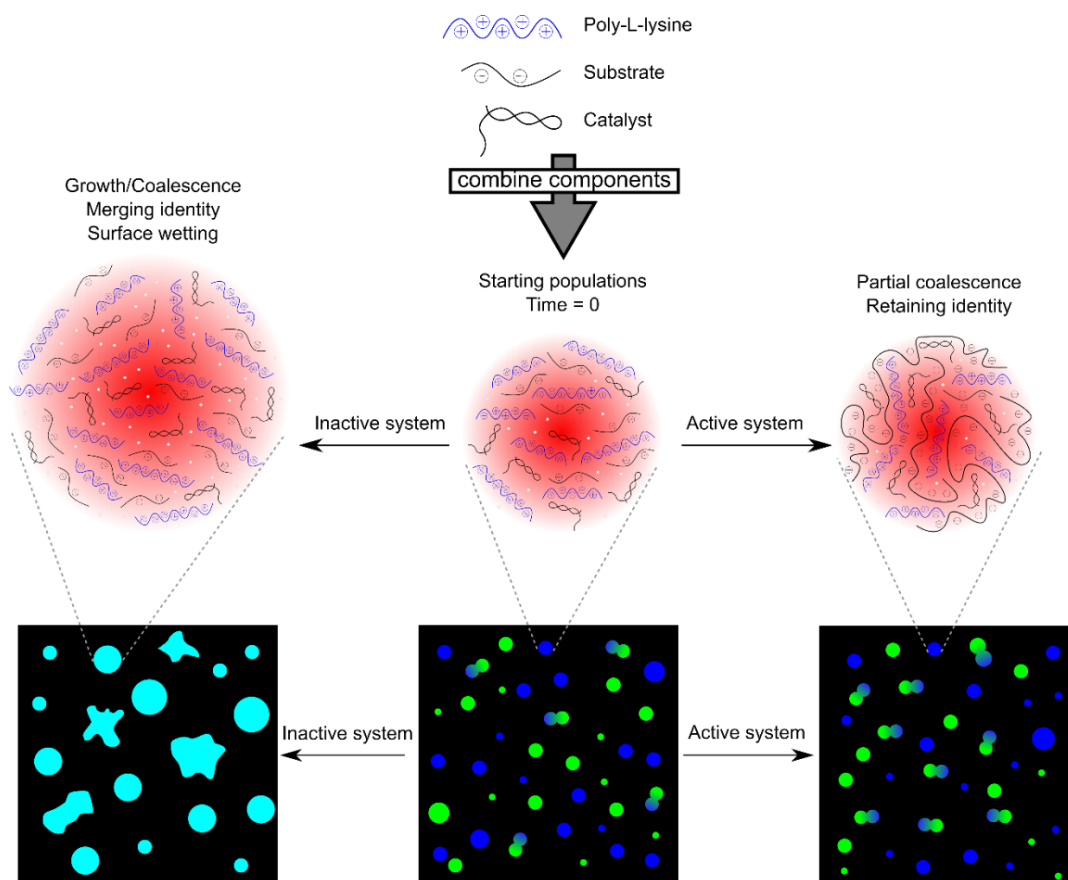 Poly-L-lysine
Substrate
Catalyst
combine components
Growth/Coalescence
Merging identity
Surface wetting
Starting populations
Time = 0
Partial coalescence
Retaining identity
Inactive system
Active system
Inactive system
Active system